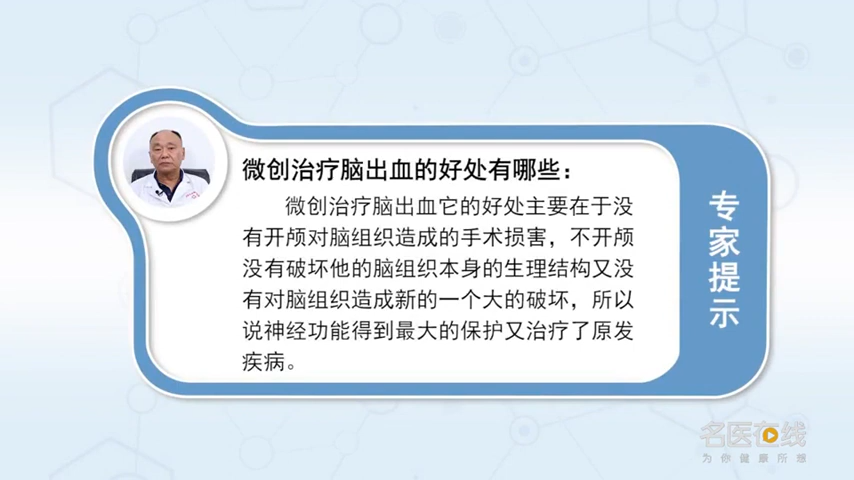 微创治疗脑出血的好处有哪些：
微创治疗脑出血它的好处主要在于没
有开颅对脑组织造成的手术损害，不开颅
没有破坏他的脑组织本身的生理结构又没
有对脑组织造成新的一个大的破坏，所以
说神经功能得到最大的保护又治疗了原发
疾病。
专家提示
名医在线
为你健康所想